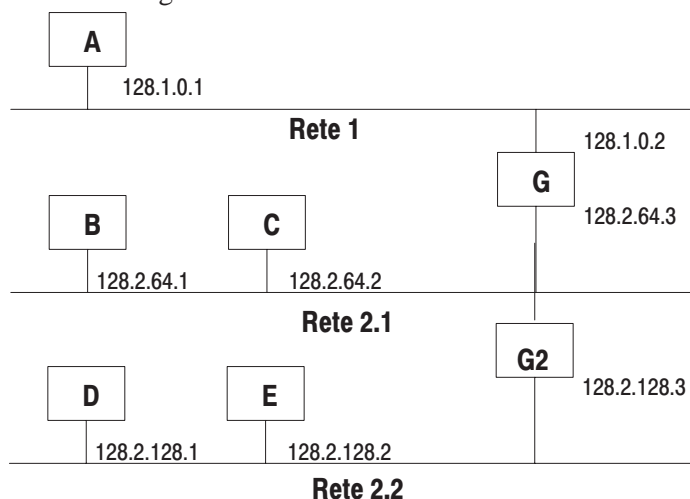 A
128.1.0.1
Rete 1
128.1.0.2
G
128.2.64.3
B
C
128.2.64.1
128.2.64.2
Rete 2.1
G2
128.2.128.3
D
E
128.2.128.1
128.2.128.2
Rete 2.2